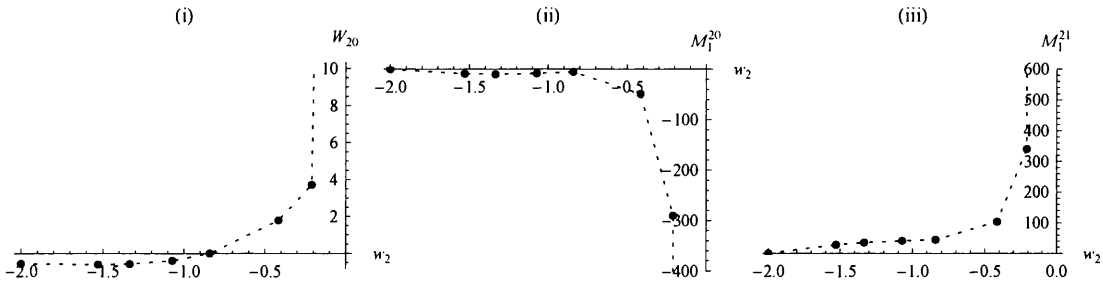 (i) (ii) (iii)
W₂₀ M₁²⁰ M₁²¹
10 8 6 4 2
-2.0 -1.5 -1.0 -0.5 w₂
-2.0 -1.5 -1.0 -0.5 w₂
-100 -200 -300 -400
600 500 400 300 200 100
-2.0 -1.5 -1.0 -0.5 0.0 w₂